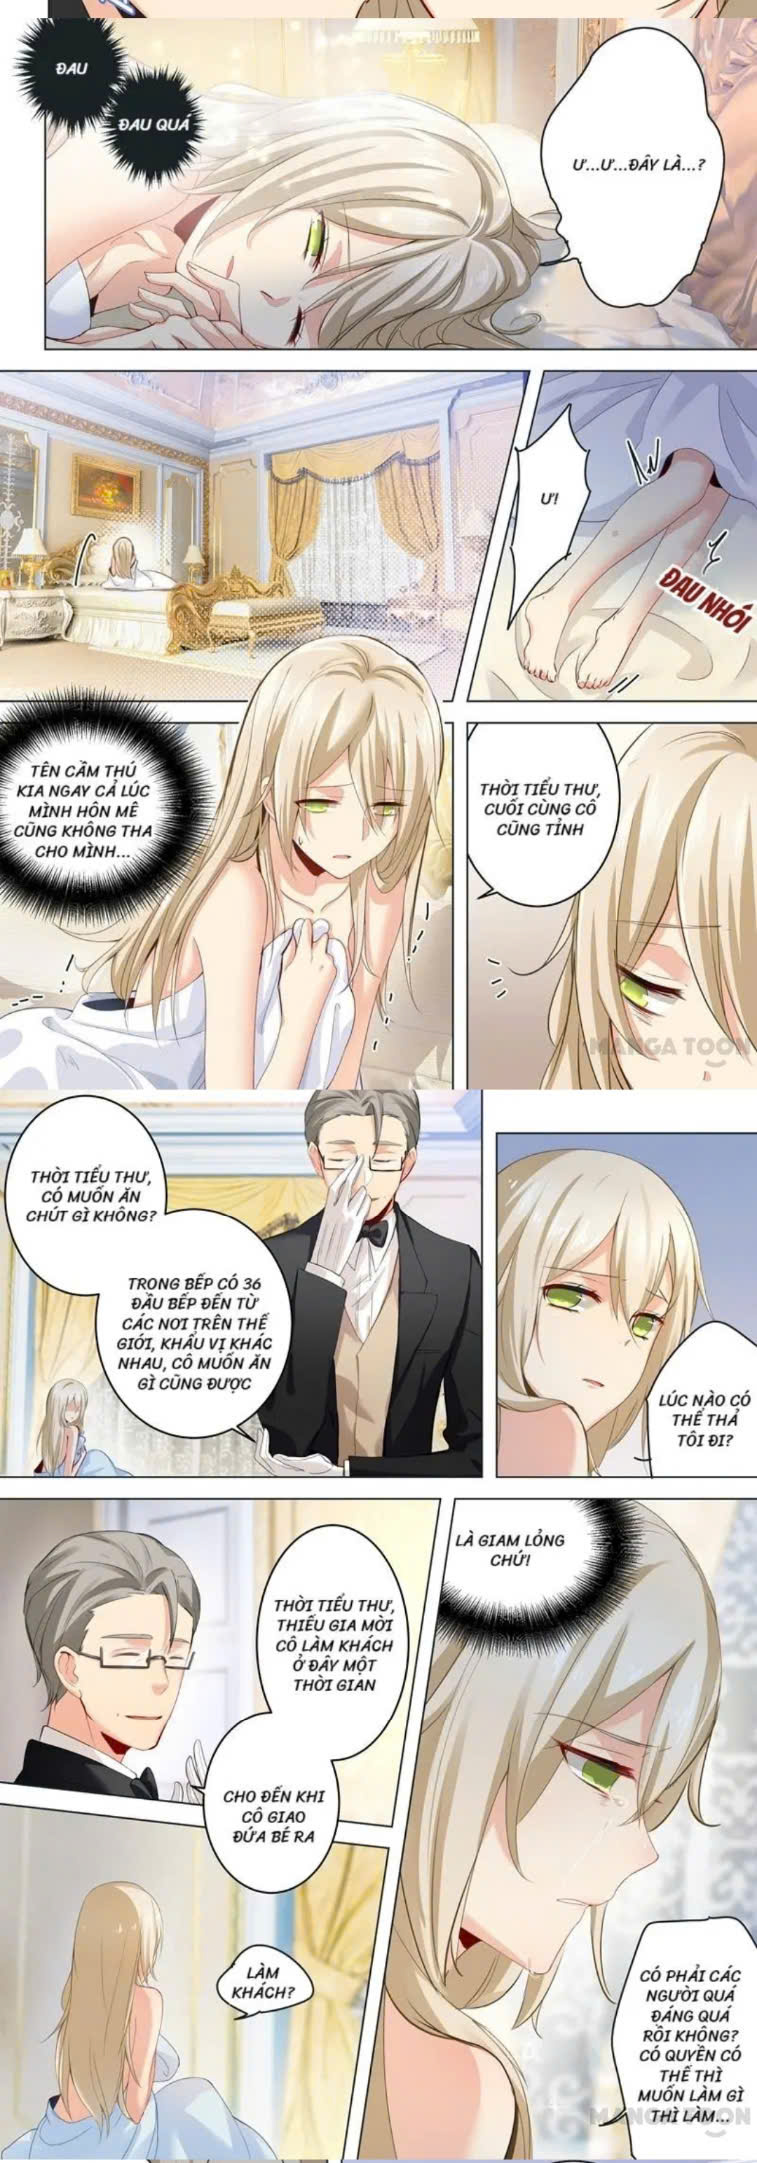 ĐAU
ĐAU QUÁ
Ư...Ư...ĐÂY LÀ...?
Ư!
ĐAU NHÓI
TÊN CẦM THÚ
KIA NGAY CẢ LÚC
MÌNH HÔN MÊ
CŨNG KHÔNG THA
CHO MÌNH...
THỜI TIỂU THƯ,
CUỐI CÙNG CÔ
CŨNG TỈNH
MANGA TOON
THỜI TIỂU THƯ,
CÓ MUỐN ĂN
CHÚT GÌ KHÔNG?
TRONG BẾP CÓ 36
ĐẦU BẾP ĐẾN TỪ
CÁC NƠI TRÊN THẾ
GIỚI, KHẨU VỊ KHÁC
NHAU, CÔ MUỐN ĂN
GÌ CŨNG ĐƯỢC
LÚC NÀO CÓ
THỂ THẢ
TÔI ĐI?
THỜI TIỂU THƯ,
THIẾU GIA MỜI
CÔ LÀM KHÁCH
Ở ĐÂY MỘT
THỜI GIAN
CHO ĐẾN KHI
CÔ GIAO
ĐỨA BÉ RA
LÀ GIAM LỎNG
CHỨ!
LÀM
KHÁCH?
CÓ PHẢI CÁC
NGƯỜI QUÁ
ĐÁNG QUÁ
RỒI KHÔNG?
CÓ QUYỀN CÓ
THẾ THÌ
MUỐN LÀM GÌ
THÌ LÀM...
MANGA TOON